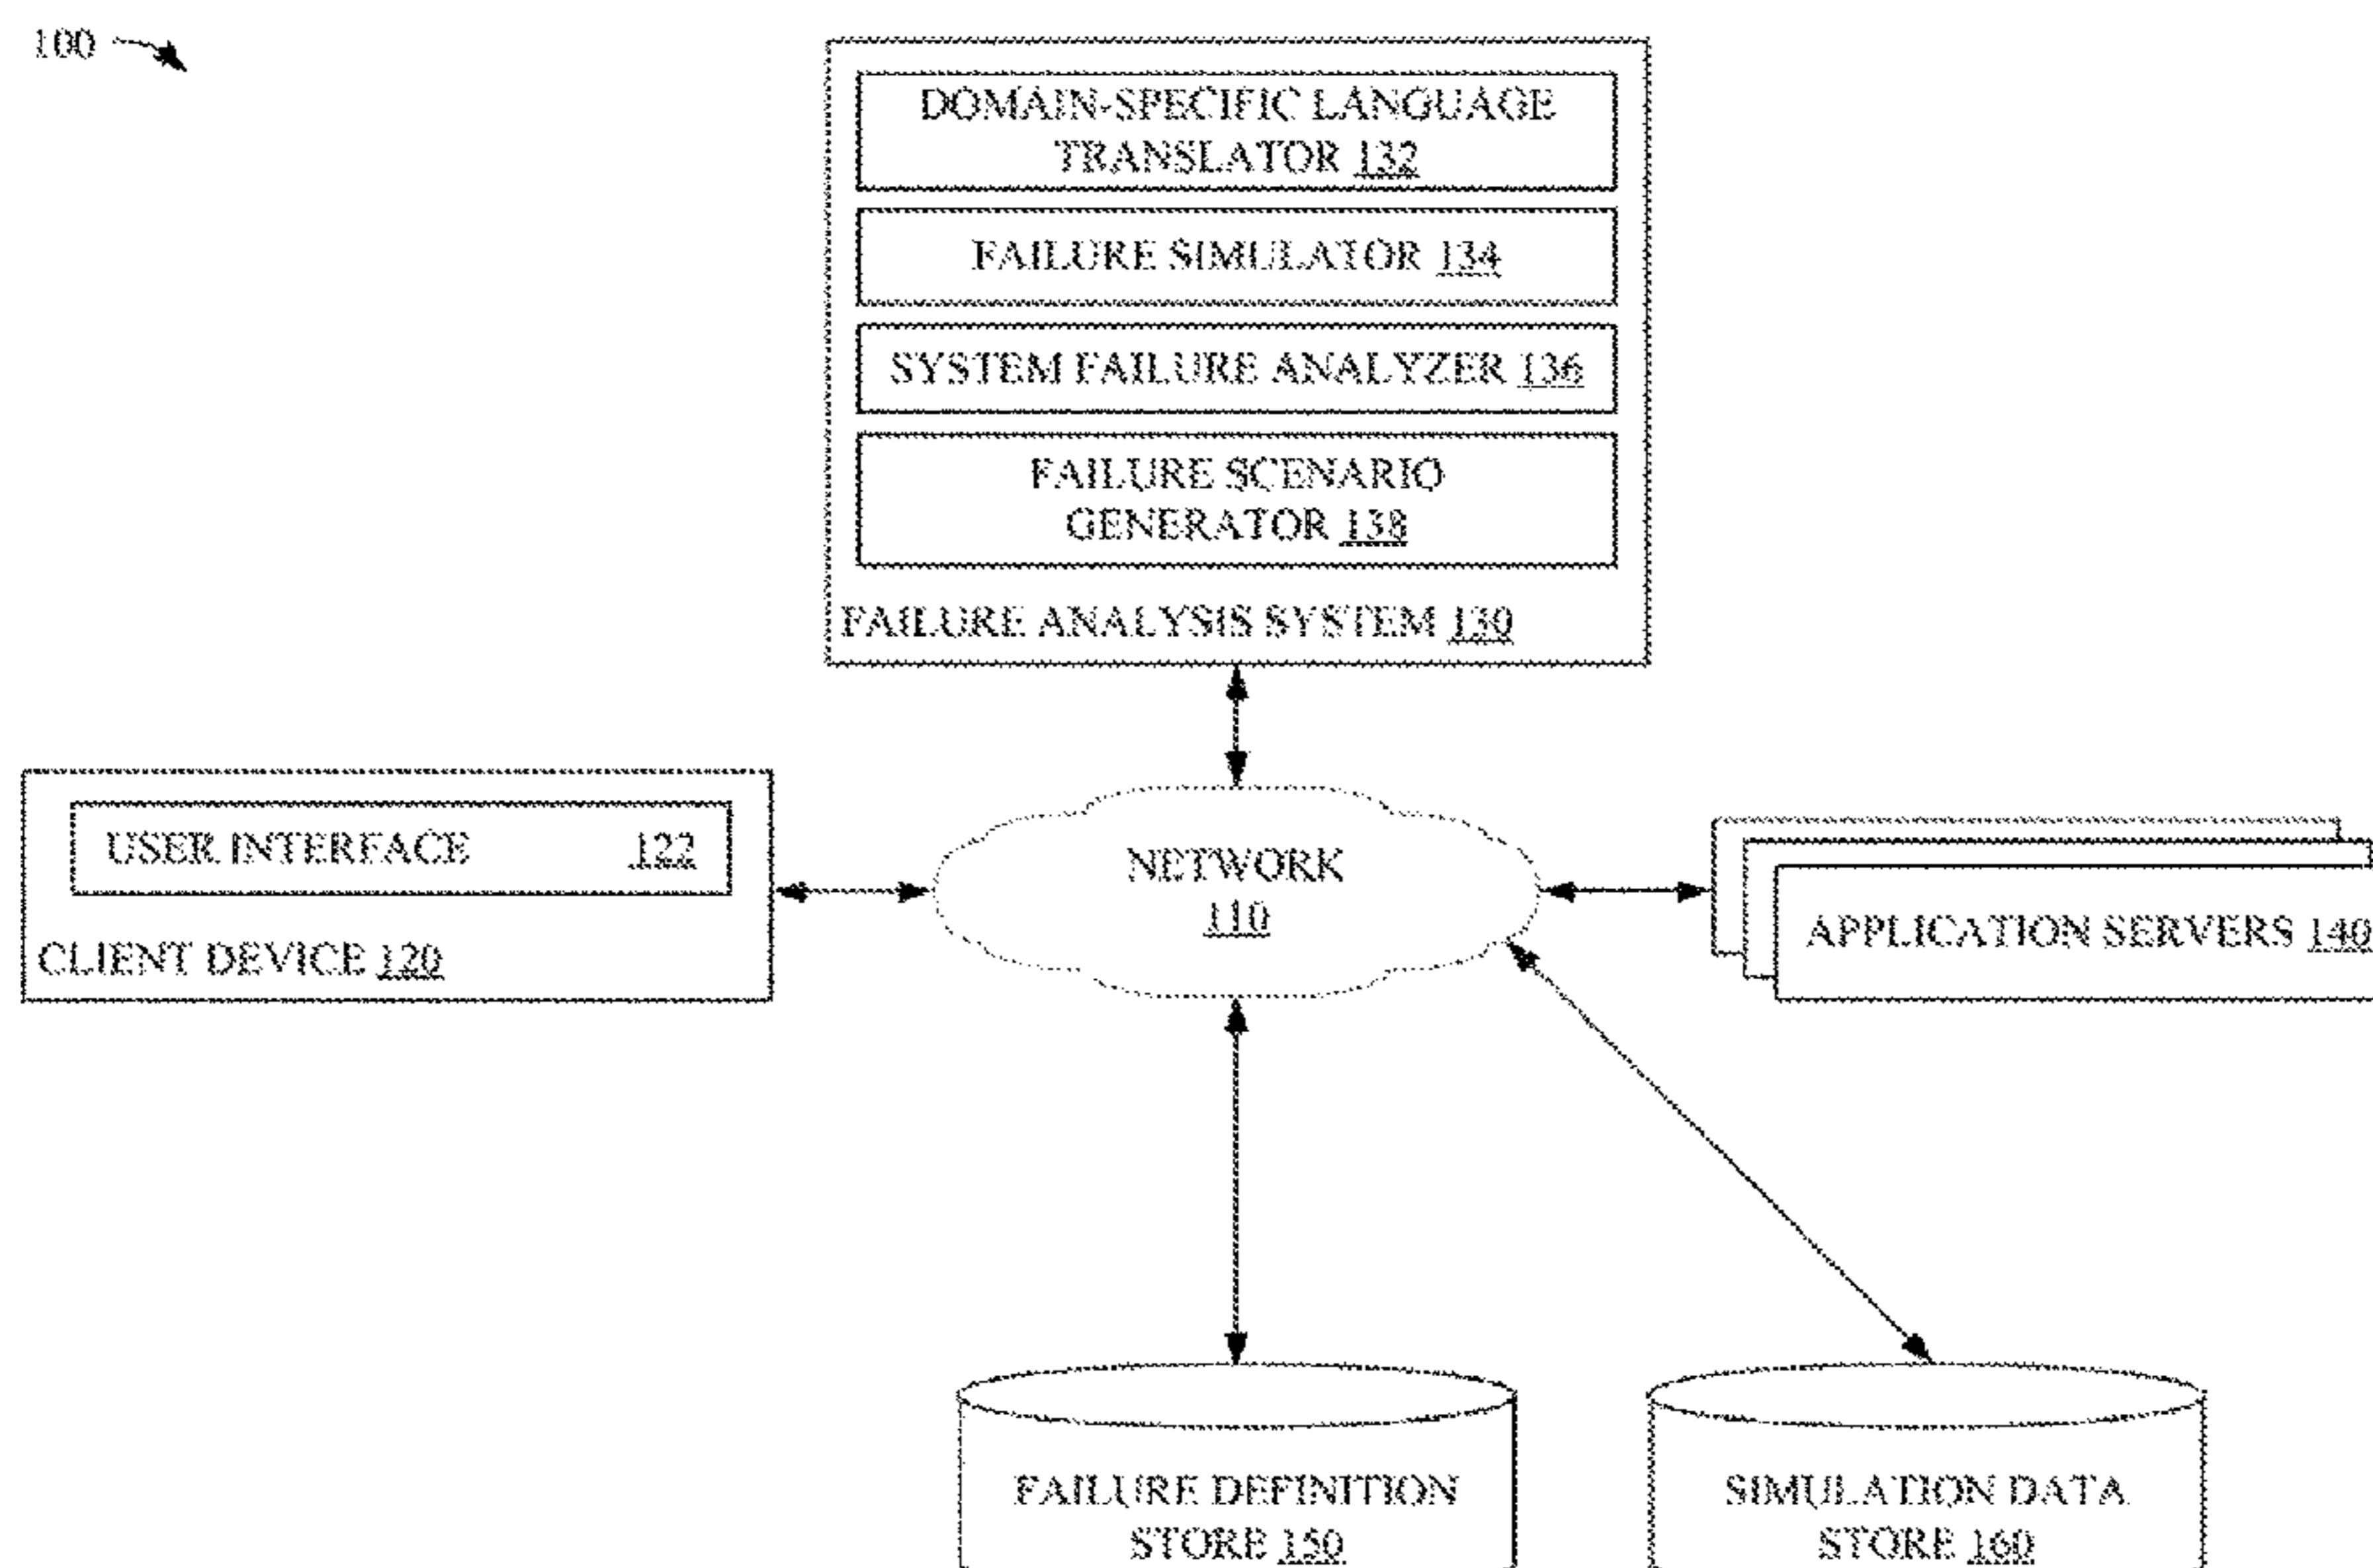 100
DOMAIN-SPECIFIC LANGUAGE
TRANSLATOR 132
FAILURE SIMULATOR 134
SYSTEM FAILURE ANALYZER 136
FAILURE SCENARIO
GENERATOR 138
FAILURE ANALYSIS SYSTEM 130
USER INTERFACE 122
CLIENT DEVICE 120
NETWORK
110
APPLICATION SERVERS 140
FAILURE DEFINITION
STORE 150
SIMULATION DATA
STORE 160